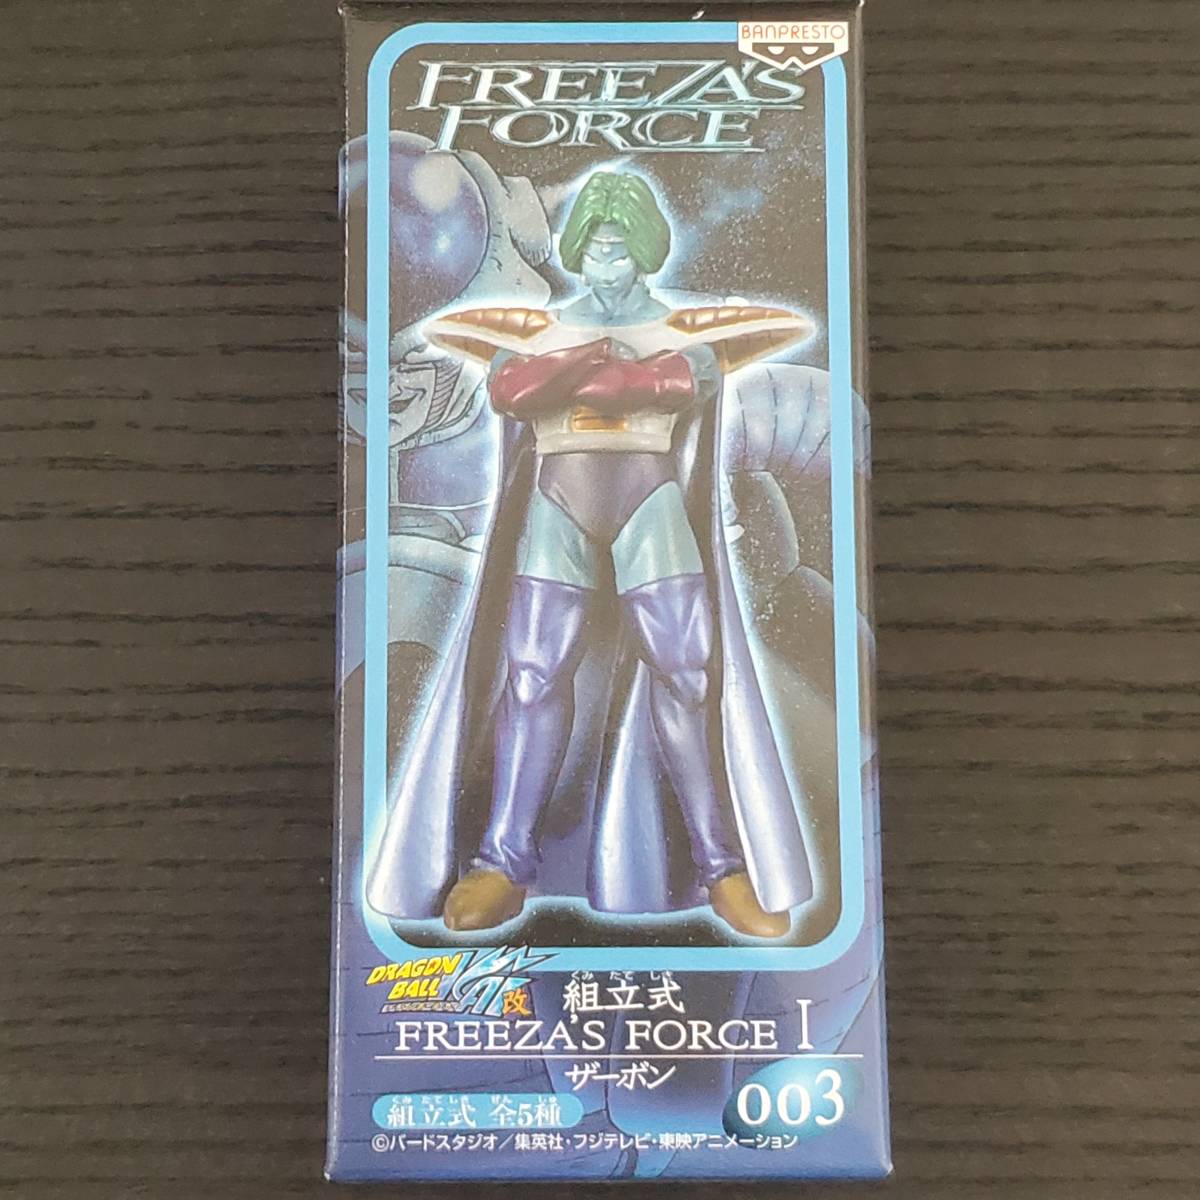 BANPRESTO
FREEZA'S
FORCE
DRAGON
BALL
KAI 改
くみ たて しき
組立式
FREEZA'S FORCE I
ザーボン
くみ たて しき ぜん しゅ
組立式 全5種
003
©バードスタジオ／集英社・フジテレビ・東映アニメーション